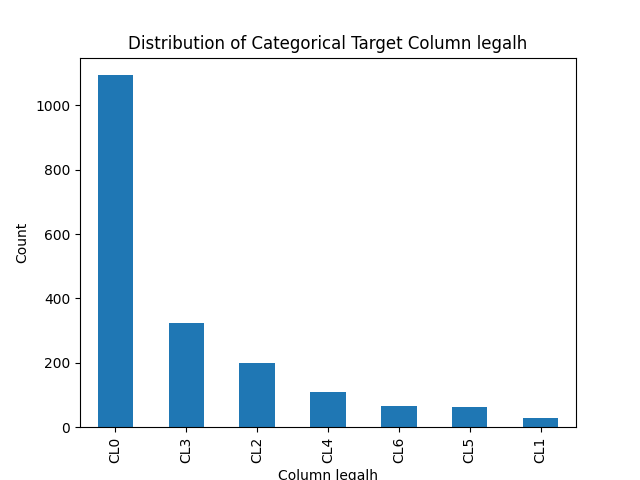 Distribution of Categorical Target Column legalh
1000
800
600
400
200
0
Count
CL0
CL3
CL2
CL4
CL6
CL5
CL1
Column legalh